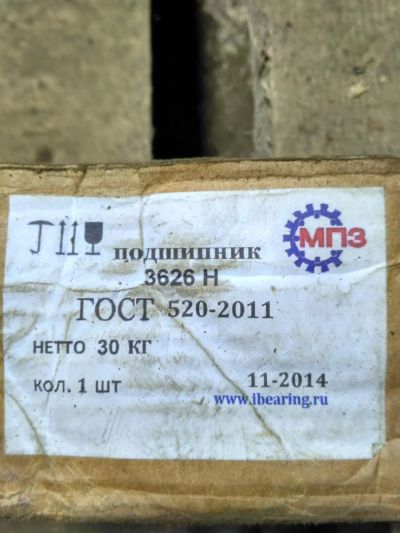 МПЗ
ПОДШИПНИК
3626 Н
ГОСТ 520-2011
НЕТТО 30 КГ
КОЛ. 1 ШТ
11-2014
www.ibearing.ru